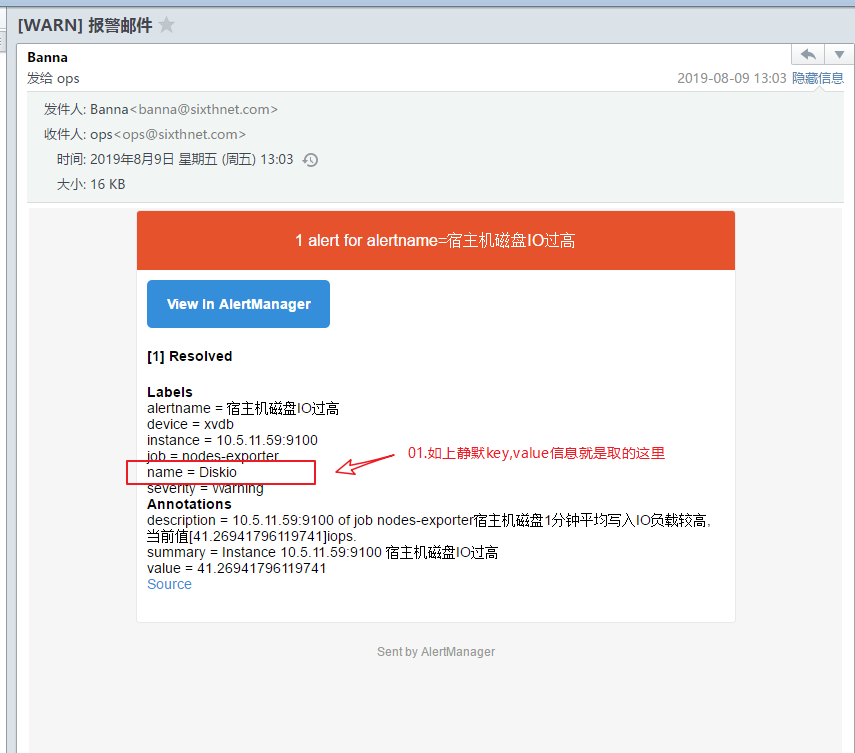 [WARN] 报警邮件
Banna
发给 ops
2019-08-09 13:03 隐藏信息
发件人: Banna<banna@sixthnet.com>
收件人: ops<ops@sixthnet.com>
时间: 2019年8月9日 星期五 (周五) 13:03
大小: 16 KB
1 alert for alertname=宿主机磁盘IO过高
View in AlertManager
[1] Resolved
Labels
alertname = 宿主机磁盘IO过高
device = xvdb
instance = 10.5.11.59:9100
job = nodes-exporter
01.如上静默key,value信息就是取的这里
name = Diskio
severity = Warning
Annotations
description = 10.5.11.59:9100 of job nodes-exporter宿主机磁盘1分钟平均写入IO负载较高,
当前值[41.26941796119741]iops.
summary = Instance 10.5.11.59:9100 宿主机磁盘IO过高
value = 41.26941796119741
Source
Sent by AlertManager